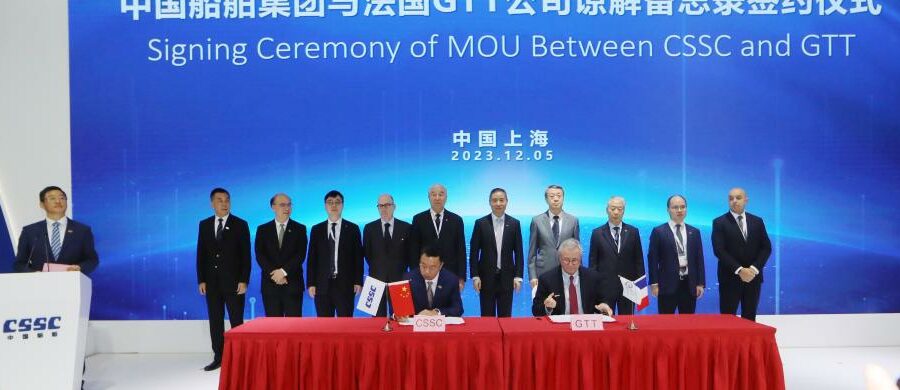 中国船舶集团与法国GTT公司谅解备忘录签约仪式
Signing Ceremony of MOU Between CSSC and GTT
中国上海
2023.12.05
CSSC
中国船舶
CSSC
CSSC
GTT